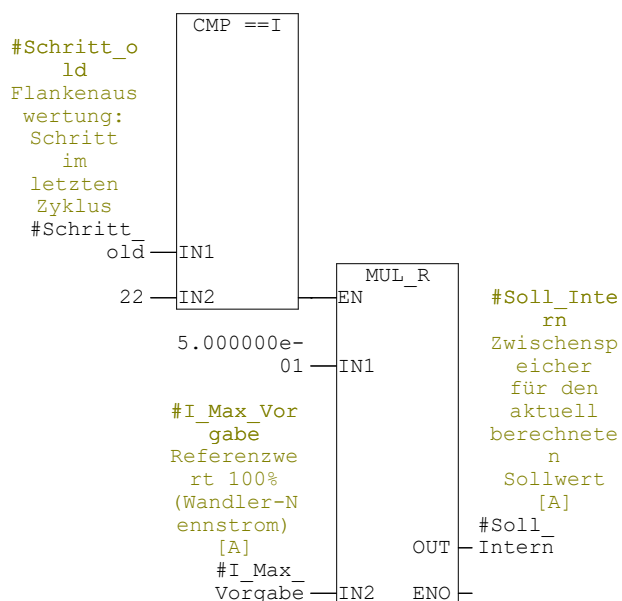 CMP ==I
#Schritt_o
ld
Flankenaus
wertung:
Schritt
im
letzten
Zyklus
#Schritt_
old
IN1
22
IN2
MUL_R
EN
5.000000e-
01
IN1
#I_Max_Vor
gabe
Referenzwe
rt 100%
(Wandler-N
ennstrom)
[A]
#I_Max_
Vorgabe
IN2
#Soll_Inte
rn
Zwischensp
eicher
für den
aktuell
berechnete
n
Sollwert
[A]
#Soll_
OUT
Intern
ENO